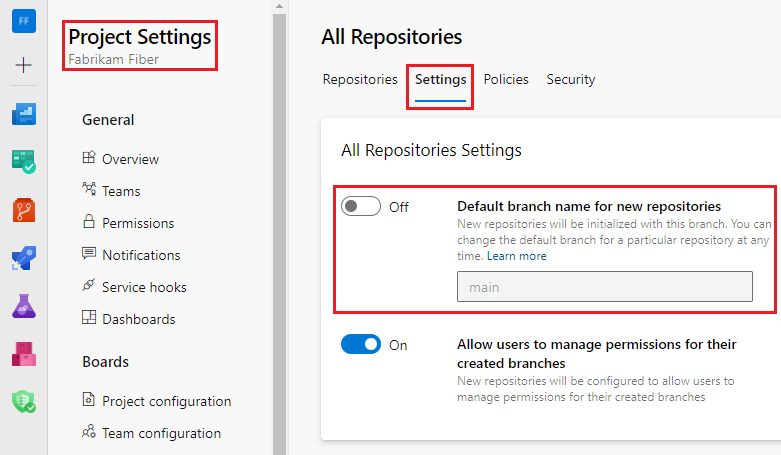 FF
Project Settings
Fabrikam Fiber
General
Overview
Teams
Permissions
Notifications
Service hooks
Dashboards
Boards
Project configuration
Team configuration
All Repositories
Repositories Settings Policies Security
All Repositories Settings
Off
Default branch name for new repositories
New repositories will be initialized with this branch. You can
change the default branch for a particular repository at any
time. Learn more
main
On
Allow users to manage permissions for their
created branches
New repositories will be configured to allow users to
manage permissions for their created branches